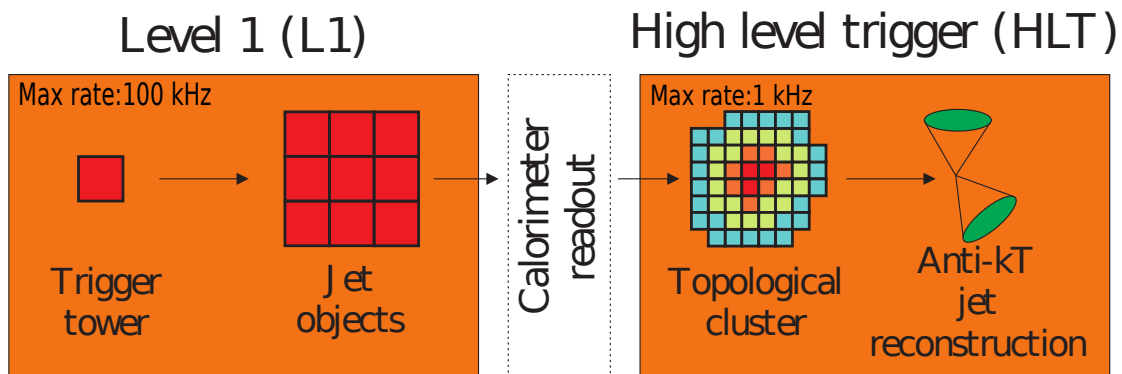 Level 1 (L1)
High level trigger (HLT)
Max rate:100 kHz
Trigger
tower
Jet
objects
Calorimeter
readout
Max rate:1 kHz
Topological
cluster
Anti-kT
jet
reconstruction